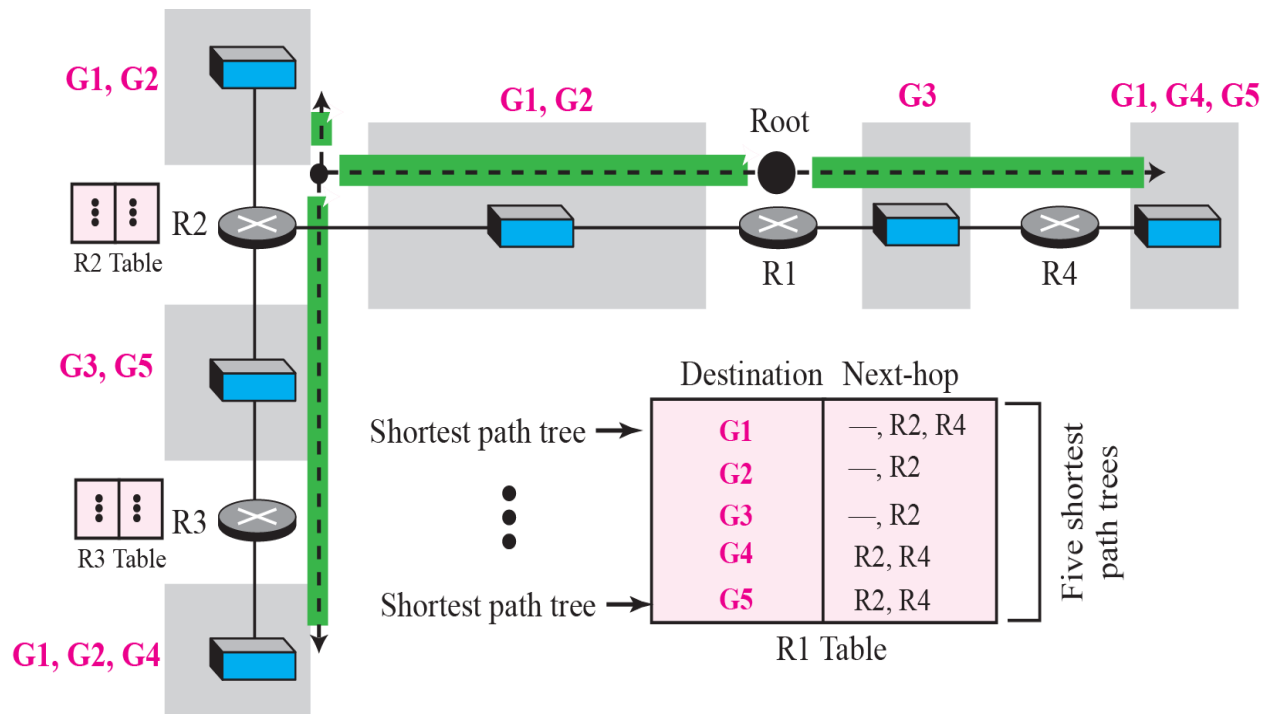 G1, G2
G1, G2
G3
G1, G4, G5
Root
R2
R2 Table
R1
R4
G3, G5
R3
R3 Table
G1, G2, G4
Destination Next-hop
Shortest path tree
G1 —, R2, R4
G2 —, R2
G3 —, R2
G4 R2, R4
Shortest path tree
G5 R2, R4
R1 Table
Five shortest
path trees